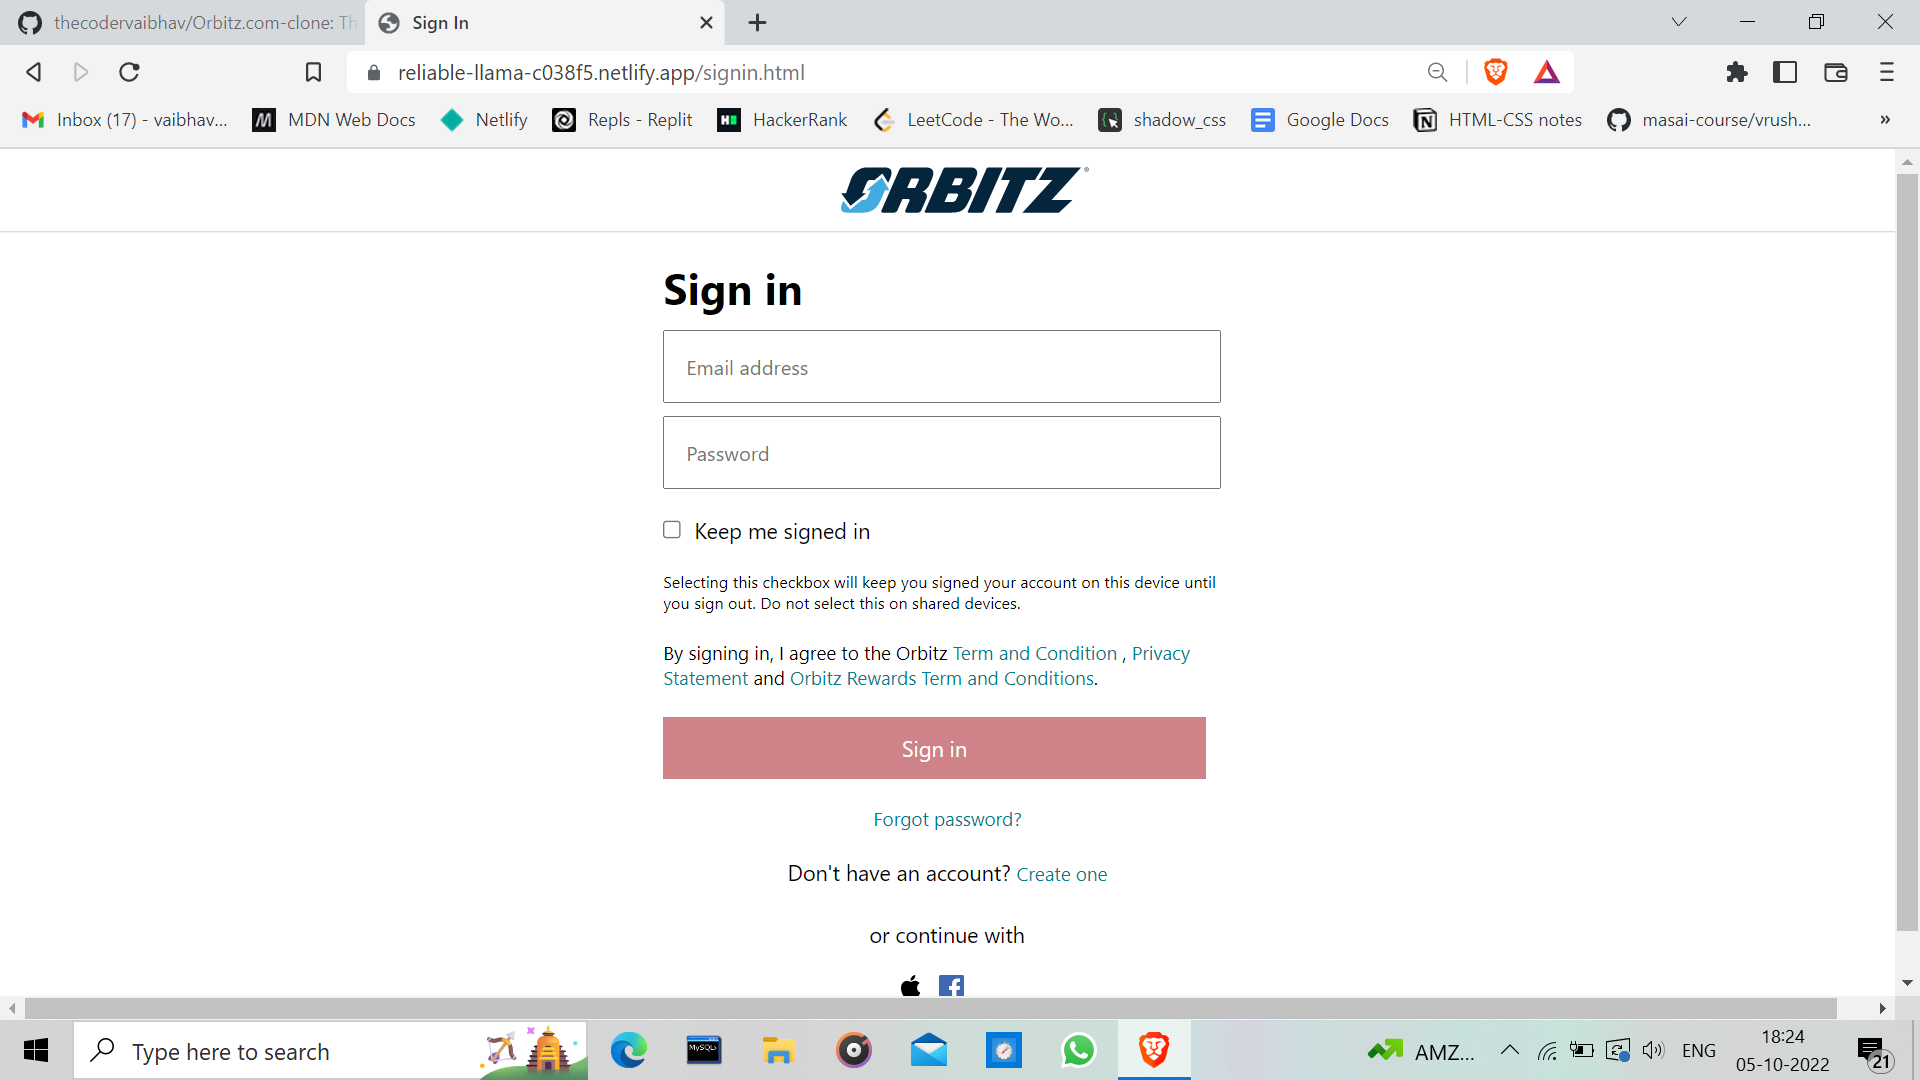 thecodervaibhav/Orbitz.com-clone: Th
Sign In
reliable-llama-c038f5.netlify.app/signin.html
Inbox (17) - vaibhav...
MDN Web Docs
Netlify
Repls - Replit
HackerRank
LeetCode - The Wo...
shadow_css
Google Docs
HTML-CSS notes
masai-course/vrush...
»
ORBITZ
Sign in
Email address
Password
Keep me signed in
Selecting this checkbox will keep you signed your account on this device until
you sign out. Do not select this on shared devices.
By signing in, I agree to the Orbitz Term and Condition , Privacy
Statement and Orbitz Rewards Term and Conditions.
Sign in
Forgot password?
Don't have an account? Create one
or continue with
Type here to search
MySQL
AMZ...
ENG
18:24
05-10-2022
21